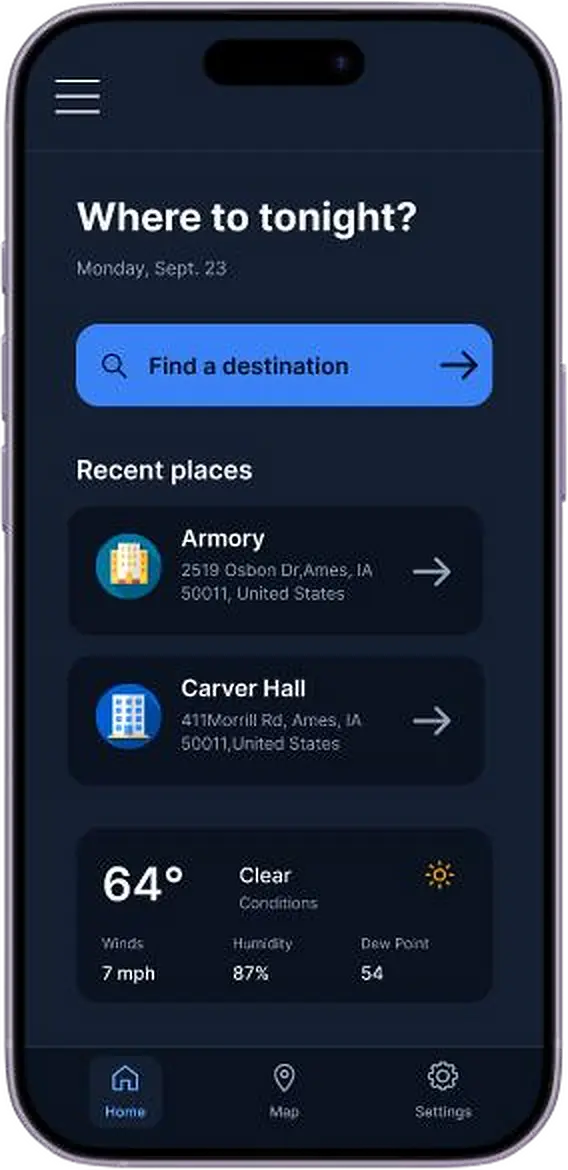 Where to tonight?
Monday, Sept. 23
Find a destination
Recent places
Armory
2519 Osbon Dr,Ames, IA
50011, United States
Carver Hall
411Morrill Rd, Ames, IA
50011,United States
64° Clear
Conditions
Winds Humidity Dew Point
7 mph 87% 54
Home Map Settings